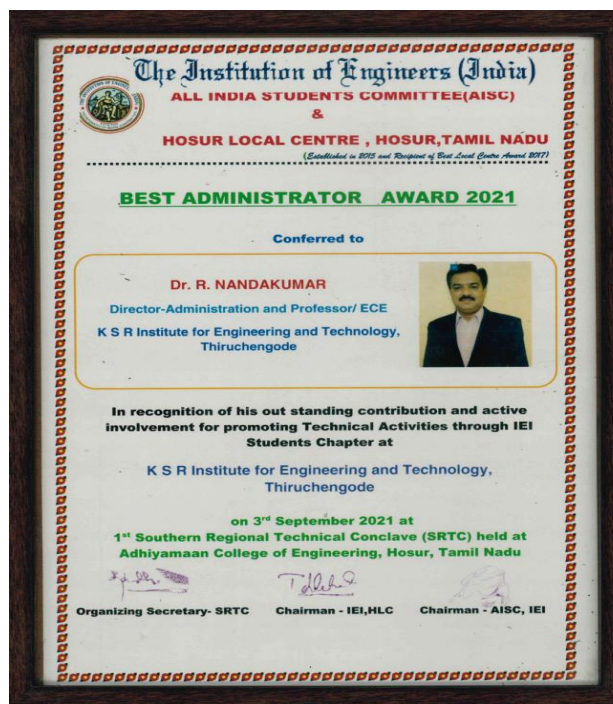 The Institution of Engineers (India)
ALL INDIA STUDENTS COMMITTEE(AISC)
&
HOSUR LOCAL CENTRE , HOSUR,TAMIL NADU
(Established in 2015 and Recipient of Best Local Centre Award 2017)
BEST ADMINISTRATOR AWARD 2021
Conferred to
Dr. R. NANDAKUMAR
Director-Administration and Professor/ ECE
K S R Institute for Engineering and Technology,
Thiruchengode
In recognition of his out standing contribution and active
involvement for promoting Technical Activities through IEI
Students Chapter at
K S R Institute for Engineering and Technology,
Thiruchengode
on 3rd September 2021 at
1st Southern Regional Technical Conclave (SRTC) held at
Adhiyamaan College of Engineering, Hosur, Tamil Nadu
Organizing Secretary- SRTC Chairman - IEI,HLC Chairman - AISC, IEI